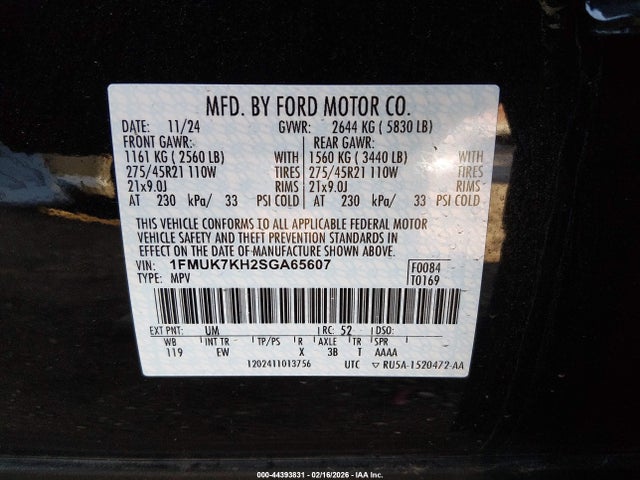 MFD. BY FORD MOTOR CO.
DATE: 11/24 GVWR: 2644 KG ( 5830 LB)
FRONT GAWR: REAR GAWR:
1161 KG ( 2560 LB) WITH 1560 KG ( 3440 LB) WITH
275/45R21 110W TIRES 275/45R21 110W TIRES
21x9.0J RIMS 21x9.0J RIMS
AT 230 kPa/ 33 PSI COLD AT 230 kPa/ 33 PSI COLD
THIS VEHICLE CONFORMS TO ALL APPLICABLE FEDERAL MOTOR
VEHICLE SAFETY AND THEFT PREVENTION STANDARDS IN
EFFECT ON THE DATE OF MANUFACTURE SHOWN ABOVE.
VIN: 1FMUK7KH2SGA65607 F0084
TYPE: MPV T0169
EXT PNT: UM RC: 52 DSO:
WB INT TR TP/PS R AXLE TR SPR
119 EW X 3B T AAAA
1202411013756 UTC ▽ RU5A-1520472-AA
000-44393831 - 02/16/2026 - IAA Inc.